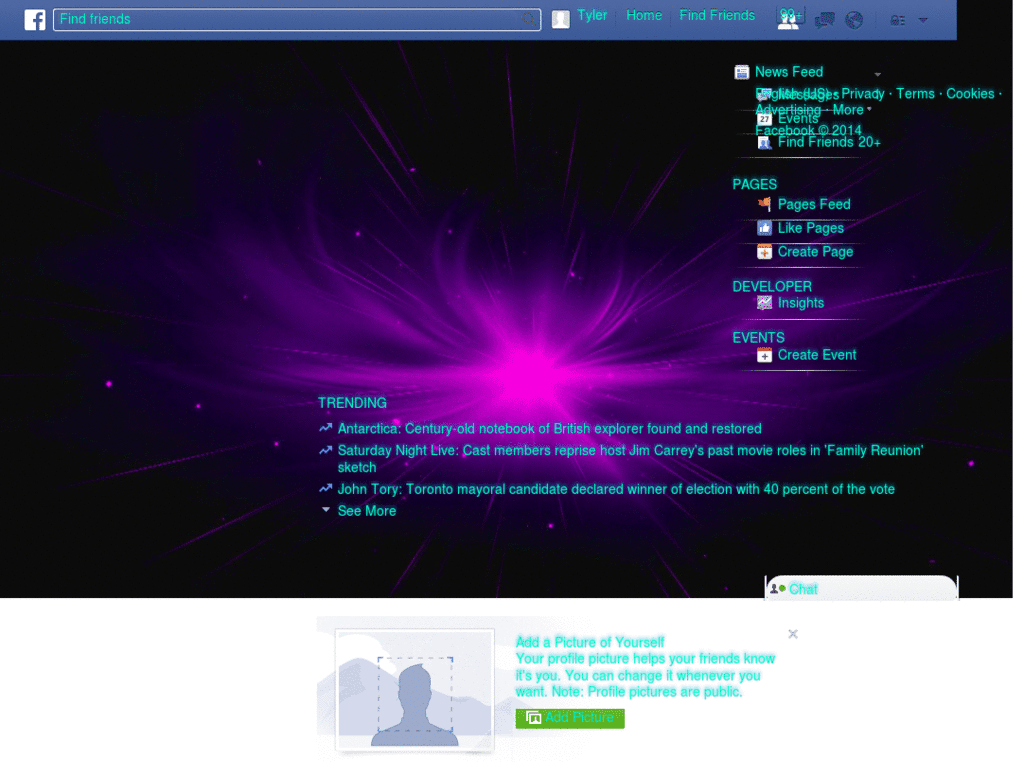 Find friends
Tyler Home Find Friends 99+
News Feed
Messages
English (US) · Privacy · Terms · Cookies ·
Advertising · More
Events
Facebook © 2014
Find Friends 20+
PAGES
Pages Feed
Like Pages
Create Page
DEVELOPER
Insights
EVENTS
Create Event
TRENDING
Antarctica: Century-old notebook of British explorer found and restored
Saturday Night Live: Cast members reprise host Jim Carrey's past movie roles in 'Family Reunion'
sketch
John Tory: Toronto mayoral candidate declared winner of election with 40 percent of the vote
See More
Chat
Add a Picture of Yourself
Your profile picture helps your friends know
it's you. You can change it whenever you
want. Note: Profile pictures are public.
Add Picture